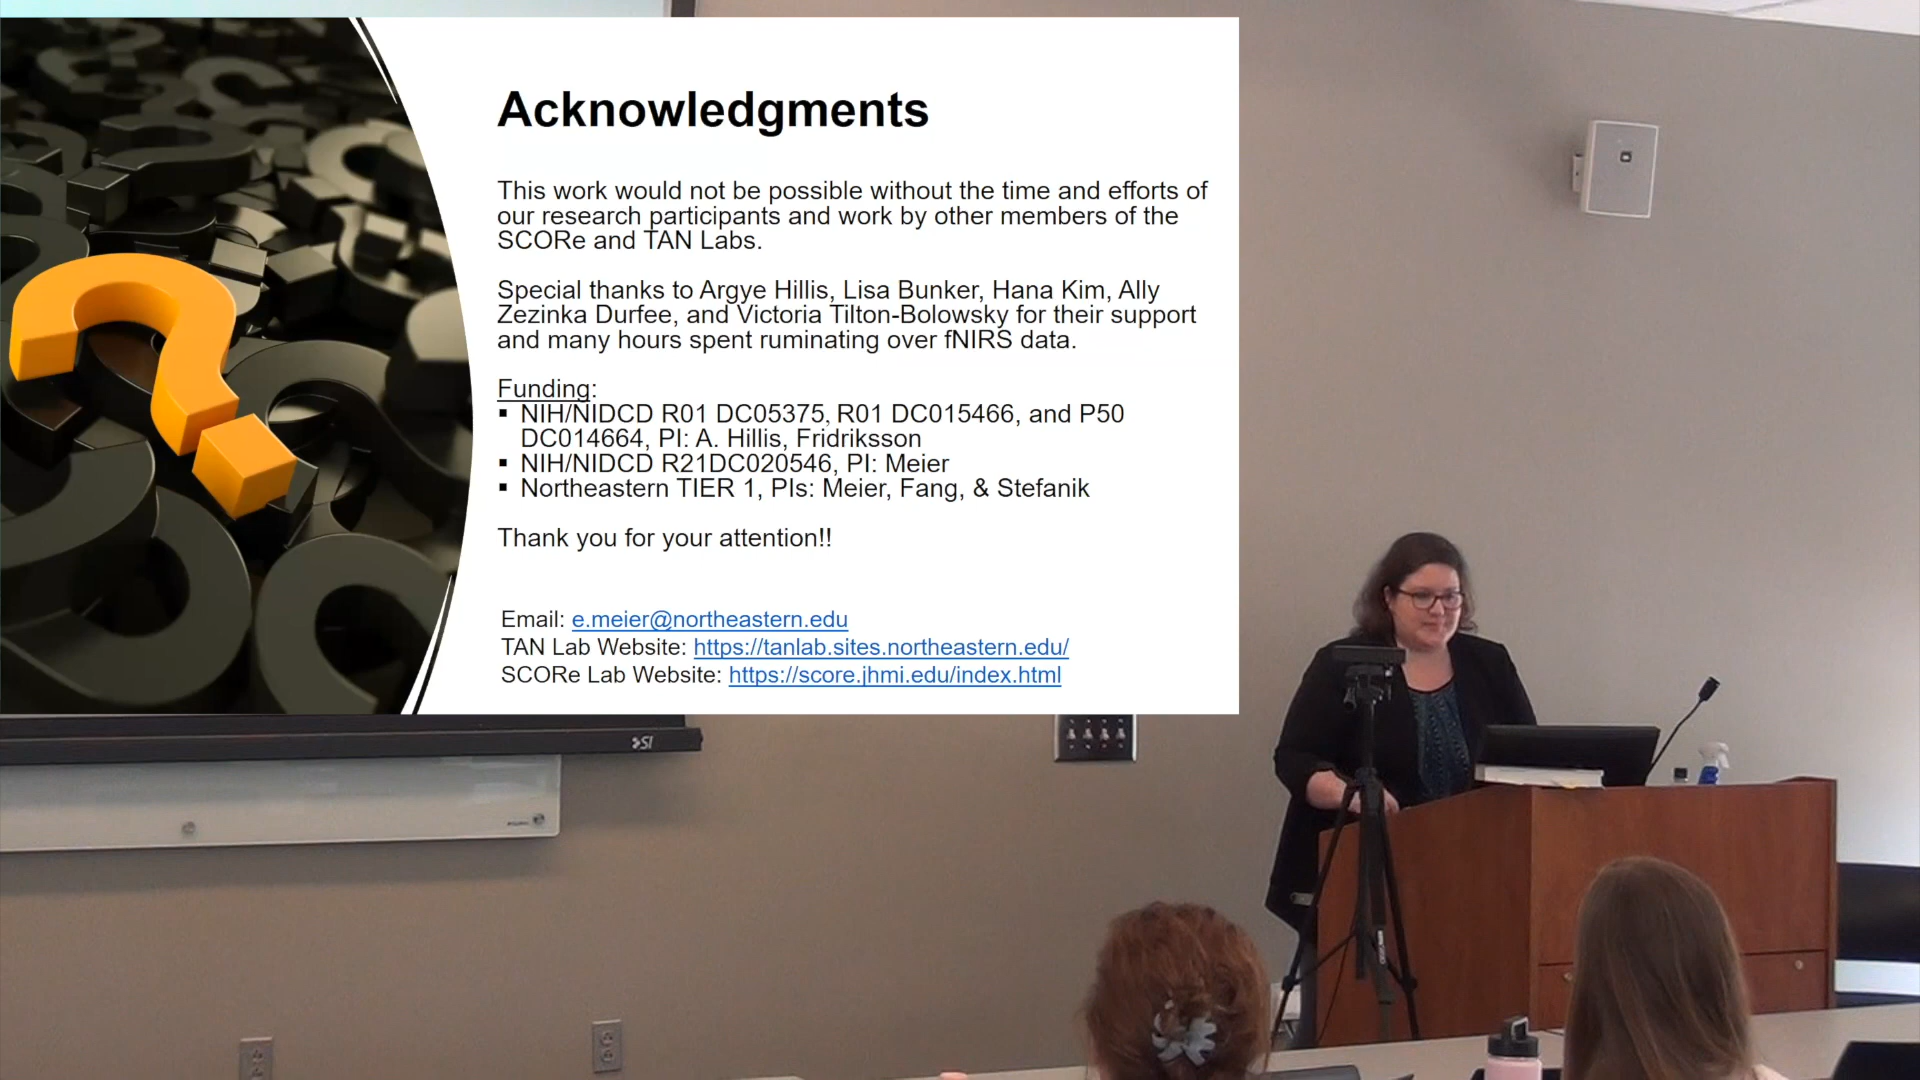 Acknowledgments
This work would not be possible without the time and efforts of
our research participants and work by other members of the
SCORe and TAN Labs.
Special thanks to Argye Hillis, Lisa Bunker, Hana Kim, Ally
Zezinka Durfee, and Victoria Tilton-Bolowsky for their support
and many hours spent ruminating over fNIRS data.
Funding:
▪ NIH/NIDCD R01 DC05375, R01 DC015466, and P50
DC014664, PI: A. Hillis, Fridriksson
▪ NIH/NIDCD R21DC020546, PI: Meier
▪ Northeastern TIER 1, PIs: Meier, Fang, & Stefanik
Thank you for your attention!!
Email: e.meier@northeastern.edu
TAN Lab Website: https://tanlab.sites.northeastern.edu/
SCORe Lab Website: https://score.jhmi.edu/index.html
SI